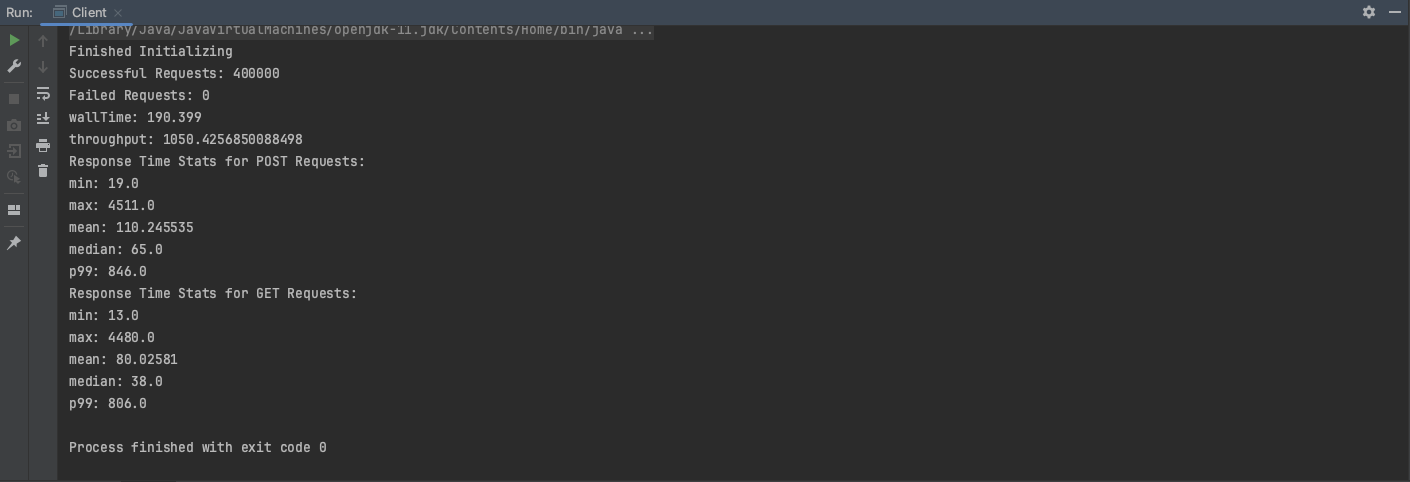 Run: Client
/Library/Java/JavaVirtualMachines/openjdk-11.jdk/Contents/Home/bin/java ...
Finished Initializing
Successful Requests: 400000
Failed Requests: 0
wallTime: 190.399
throughput: 1050.4256850088498
Response Time Stats for POST Requests:
min: 19.0
max: 4511.0
mean: 110.245535
median: 65.0
p99: 846.0
Response Time Stats for GET Requests:
min: 13.0
max: 4480.0
mean: 80.02581
median: 38.0
p99: 806.0
Process finished with exit code 0